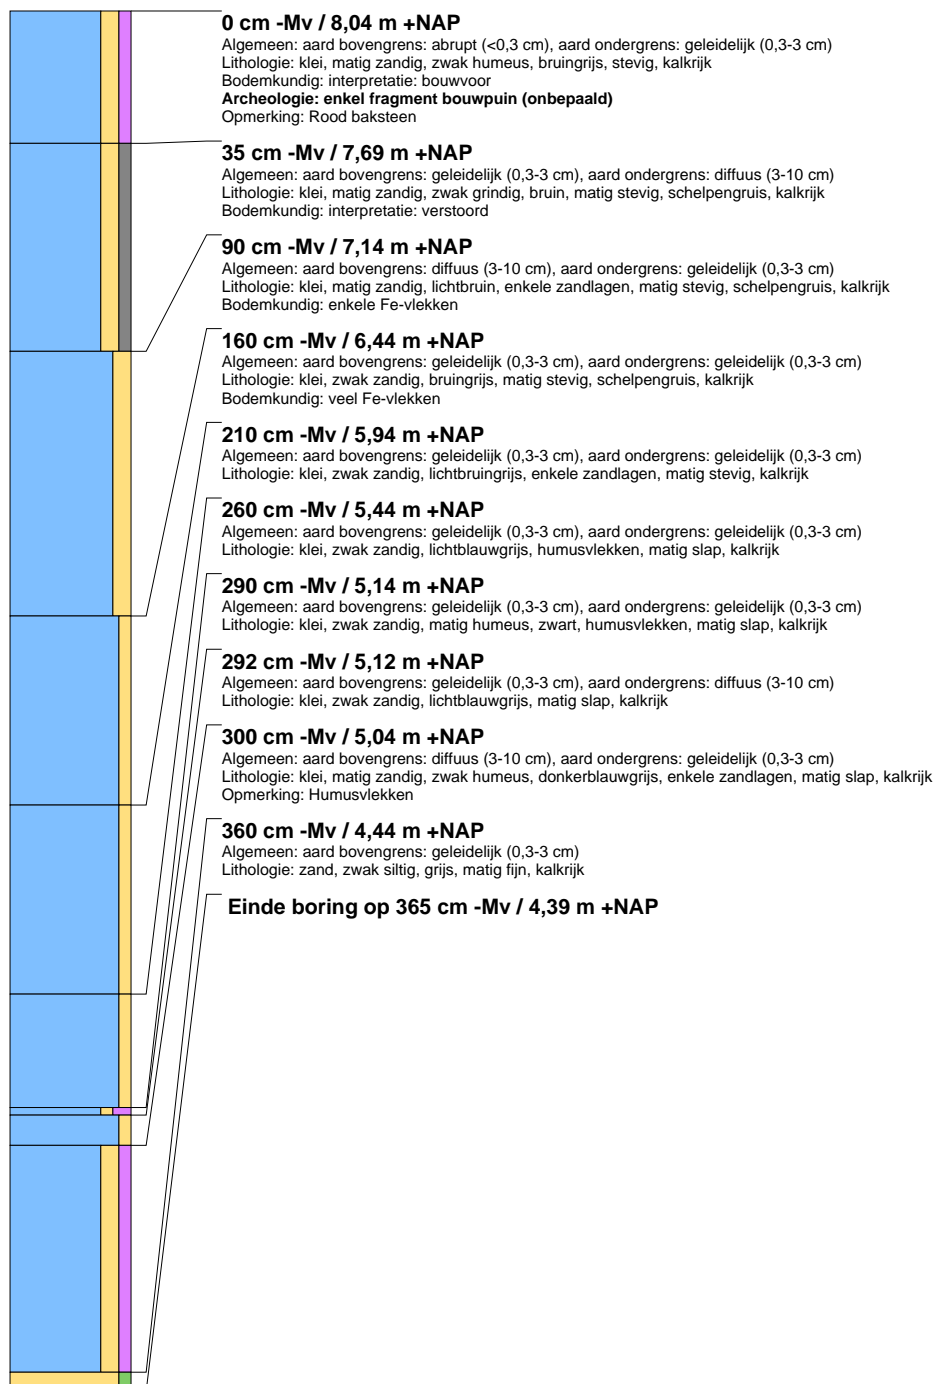 0 cm -Mv / 8,04 m +NAP
Algemeen: aard bovengrens: abrupt (<0,3 cm), aard ondergrens: geleidelijk (0,3-3 cm)
Lithologie: klei, matig zandig, zwak humeus, bruingrijs, stevig, kalkrijk
Bodemkundig: interpretatie: bouwvoor
Archeologie: enkel fragment bouwpuin (onbepaald)
Opmerking: Rood baksteen
35 cm -Mv / 7,69 m +NAP
Algemeen: aard bovengrens: geleidelijk (0,3-3 cm), aard ondergrens: diffuus (3-10 cm)
Lithologie: klei, matig zandig, zwak grindig, bruin, matig stevig, schelpengruis, kalkrijk
Bodemkundig: interpretatie: verstoord
90 cm -Mv / 7,14 m +NAP
Algemeen: aard bovengrens: diffuus (3-10 cm), aard ondergrens: geleidelijk (0,3-3 cm)
Lithologie: klei, matig zandig, lichtbruin, enkele zandlagen, matig stevig, schelpengruis, kalkrijk
Bodemkundig: enkele Fe-vlekken
160 cm -Mv / 6,44 m +NAP
Algemeen: aard bovengrens: geleidelijk (0,3-3 cm), aard ondergrens: geleidelijk (0,3-3 cm)
Lithologie: klei, zwak zandig, bruingrijs, matig stevig, schelpengruis, kalkrijk
Bodemkundig: veel Fe-vlekken
210 cm -Mv / 5,94 m +NAP
Algemeen: aard bovengrens: geleidelijk (0,3-3 cm), aard ondergrens: geleidelijk (0,3-3 cm)
Lithologie: klei, zwak zandig, lichtbruingrijs, enkele zandlagen, matig stevig, kalkrijk
260 cm -Mv / 5,44 m +NAP
Algemeen: aard bovengrens: geleidelijk (0,3-3 cm), aard ondergrens: geleidelijk (0,3-3 cm)
Lithologie: klei, zwak zandig, lichtblauwgrijs, humusvlekken, matig slap, kalkrijk
290 cm -Mv / 5,14 m +NAP
Algemeen: aard bovengrens: geleidelijk (0,3-3 cm), aard ondergrens: geleidelijk (0,3-3 cm)
Lithologie: klei, zwak zandig, matig humeus, zwart, humusvlekken, matig slap, kalkrijk
292 cm -Mv / 5,12 m +NAP
Algemeen: aard bovengrens: geleidelijk (0,3-3 cm), aard ondergrens: diffuus (3-10 cm)
Lithologie: klei, zwak zandig, lichtblauwgrijs, matig slap, kalkrijk
300 cm -Mv / 5,04 m +NAP
Algemeen: aard bovengrens: diffuus (3-10 cm), aard ondergrens: geleidelijk (0,3-3 cm)
Lithologie: klei, matig zandig, zwak humeus, donkerblauwgrijs, enkele zandlagen, matig slap, kalkrijk
Opmerking: Humusvlekken
360 cm -Mv / 4,44 m +NAP
Algemeen: aard bovengrens: geleidelijk (0,3-3 cm)
Lithologie: zand, zwak siltig, grijs, matig fijn, kalkrijk
Einde boring op 365 cm -Mv / 4,39 m +NAP